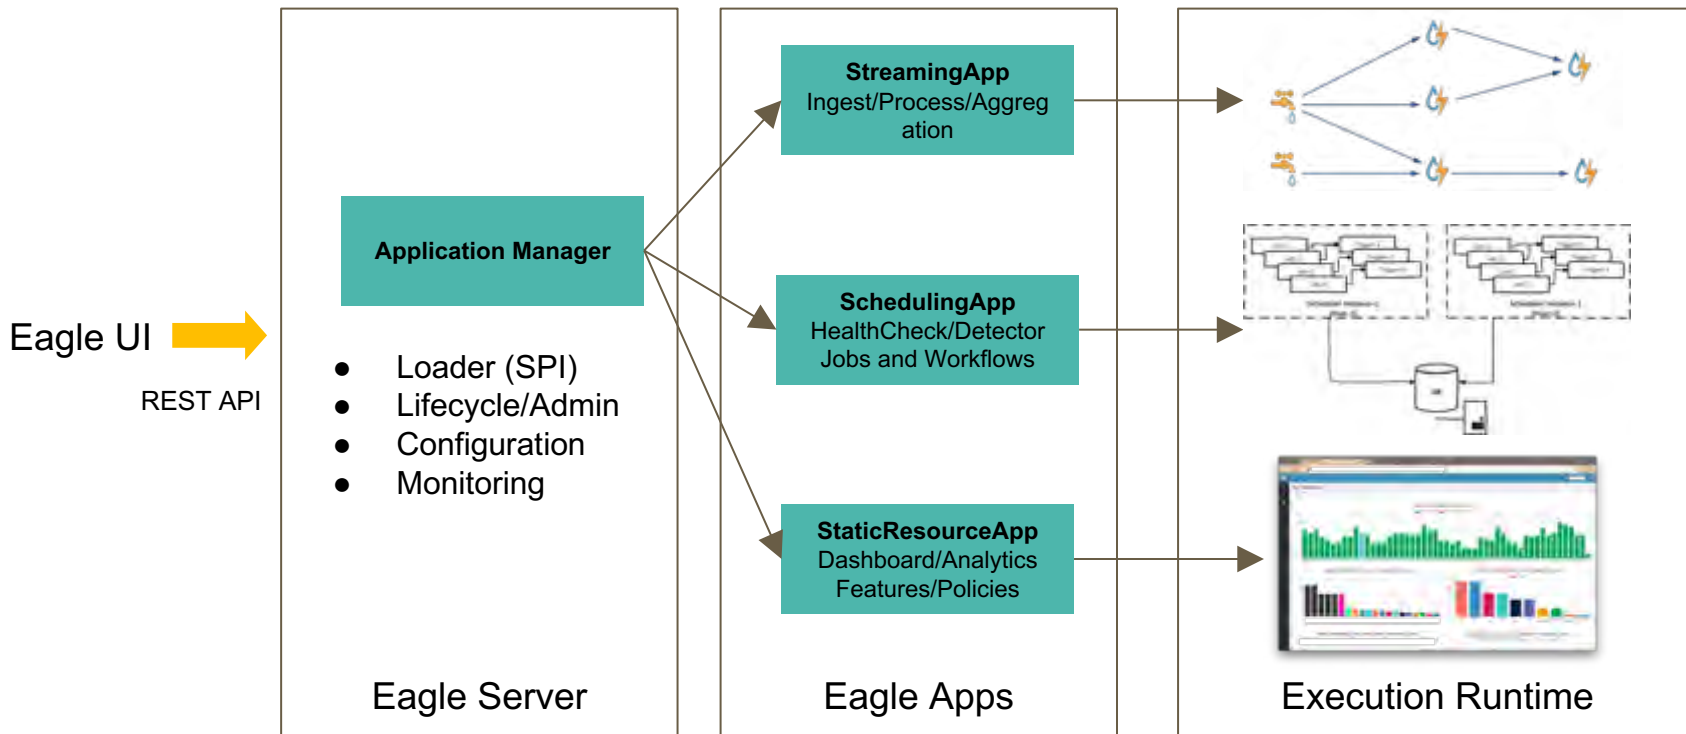 Eagle UI
REST API
Application Manager
● Loader (SPI)
● Lifecycle/Admin
● Configuration
● Monitoring
Eagle Server
StreamingApp
Ingest/Process/Aggreg
ation
SchedulingApp
HealthCheck/Detector
Jobs and Workflows
StaticResourceApp
Dashboard/Analytics
Features/Policies
Eagle Apps
Execution Runtime